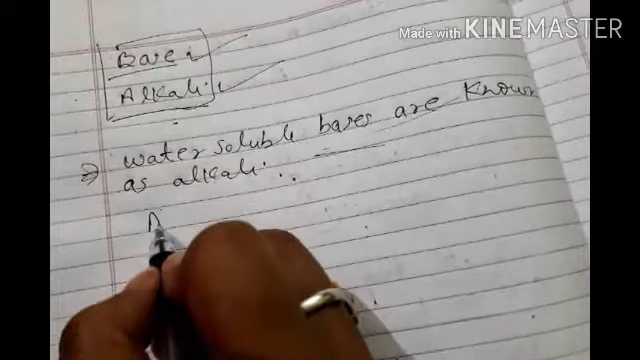 Made with KINEMASTER
Base
Alkali
⇒ water soluble bases are known
as alkali.
A